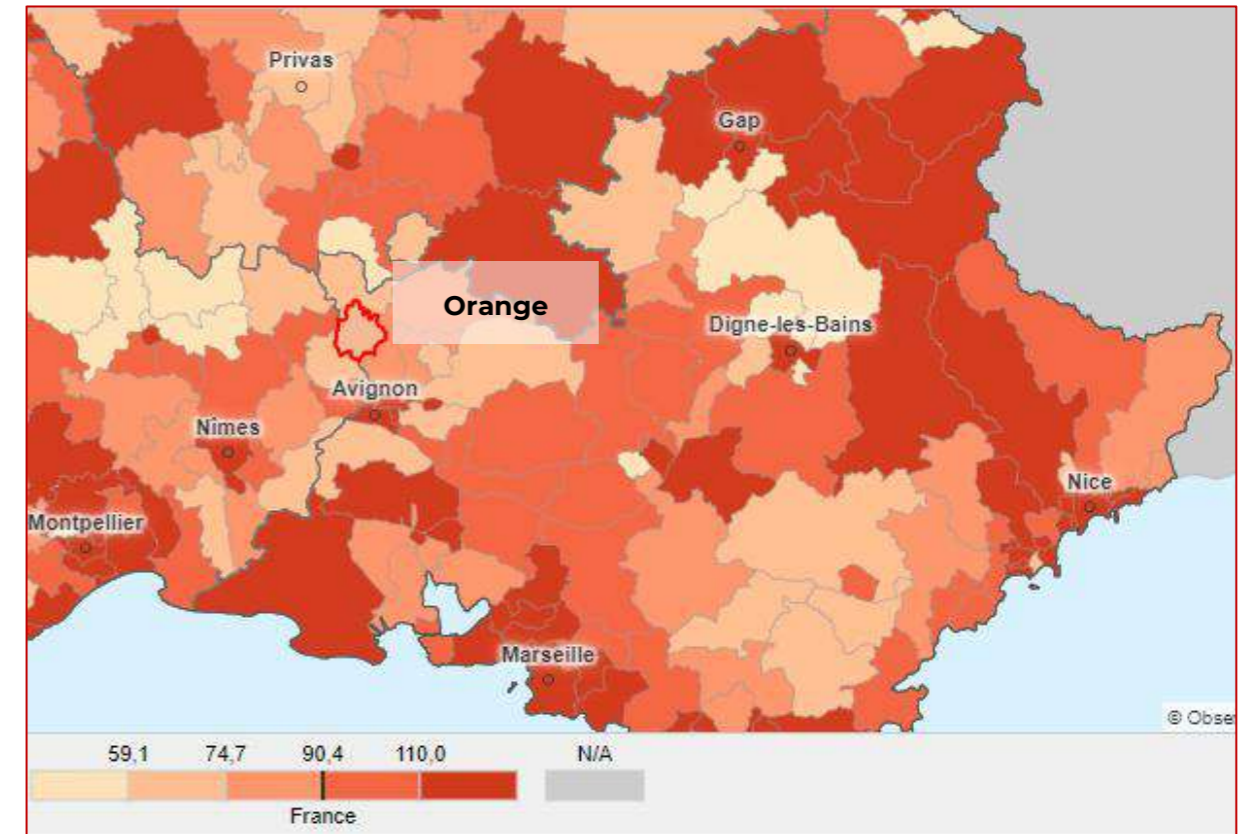 Privas
Gap
Orange
Digne-les-Bains
Avignon
Nîmes
Nice
Montpellier
Marseille
© Obser
59,1 74,7 90,4 110,0 N/A
France